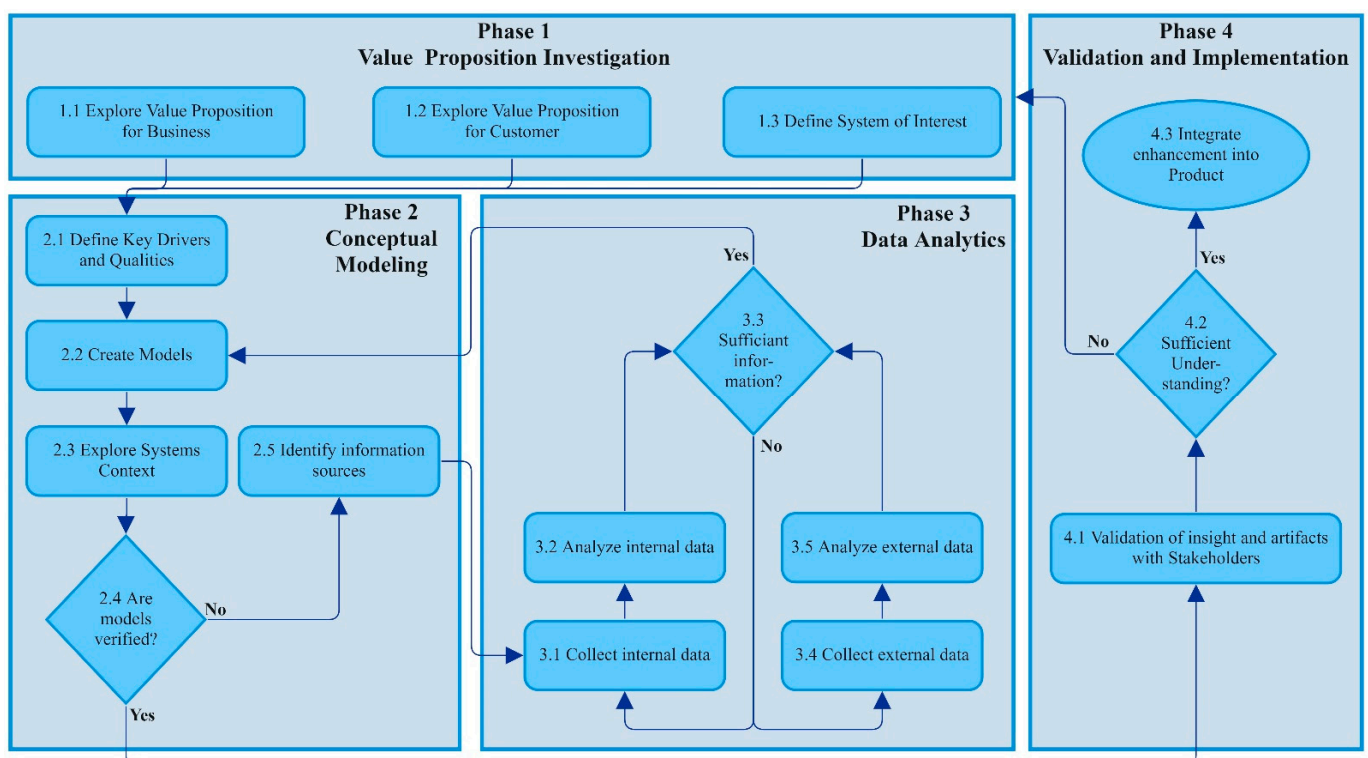 Phase 1
Value Proposition Investigation
1.1 Explore Value Proposition
for Business
1.2 Explore Value Proposition
for Customer
1.3 Define System of Interest
Phase 2
Conceptual
Modeling
2.1 Define Key Drivers
and Qualities
2.2 Create Models
2.3 Explore Systems
Context
2.5 Identify information
sources
2.4 Are
models
verified?
No
Yes
Phase 3
Data Analytics
Yes
3.3
Sufficiant
infor-
mation?
No
3.2 Analyze internal data
3.5 Analyze external data
3.1 Collect internal data
3.4 Collect external data
Phase 4
Validation and Implementation
4.3 Integrate
enhancement into
Product
Yes
No
4.2
Sufficient
Under-
standing?
4.1 Validation of insight and artifacts
with Stakeholders